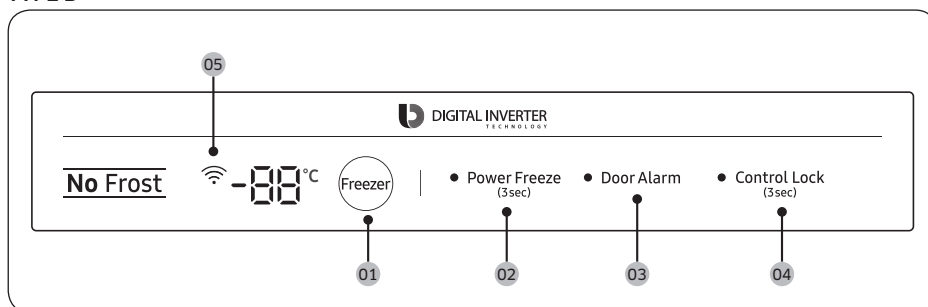 05
DIGITAL INVERTER
TECHNOLOGY
No Frost
-88°C
Freezer
Power Freeze
(3sec)
Door Alarm
Control Lock
(3sec)
01
02
03
04